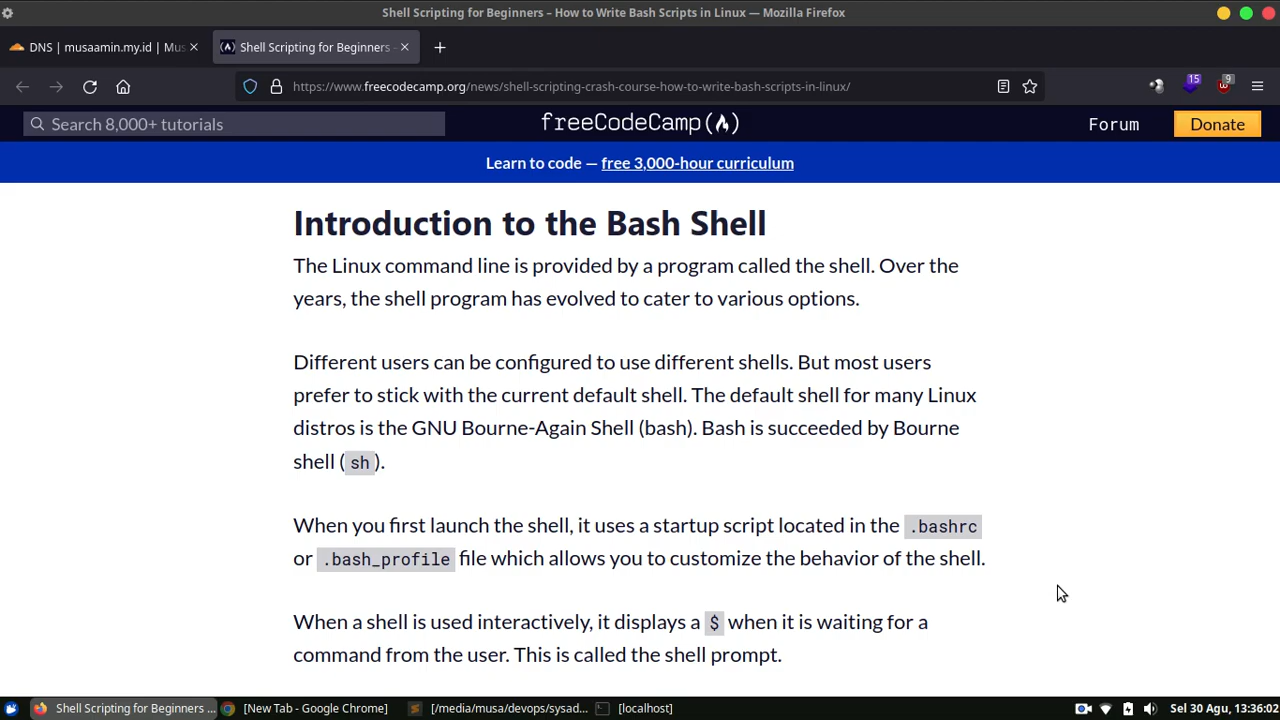 Shell Scripting for Beginners – How to Write Bash Scripts in Linux — Mozilla Firefox
DNS | musaamin.my.id | Mus
Shell Scripting for Beginners -
https://www.freecodecamp.org/news/shell-scripting-crash-course-how-to-write-bash-scripts-in-linux/
15
9
Search 8,000+ tutorials
freeCodeCamp(🔥)
Forum
Donate
Learn to code — free 3,000-hour curriculum
Introduction to the Bash Shell
The Linux command line is provided by a program called the shell. Over the
years, the shell program has evolved to cater to various options.
Different users can be configured to use different shells. But most users
prefer to stick with the current default shell. The default shell for many Linux
distros is the GNU Bourne-Again Shell (bash). Bash is succeeded by Bourne
shell (sh).
When you first launch the shell, it uses a startup script located in the .bashrc
or .bash_profile file which allows you to customize the behavior of the shell.
When a shell is used interactively, it displays a $ when it is waiting for a
command from the user. This is called the shell prompt.
Shell Scripting for Beginners ...
[New Tab - Google Chrome]
[/media/musa/devops/sysad...
[localhost]
Sel 30 Agu, 13:36:02